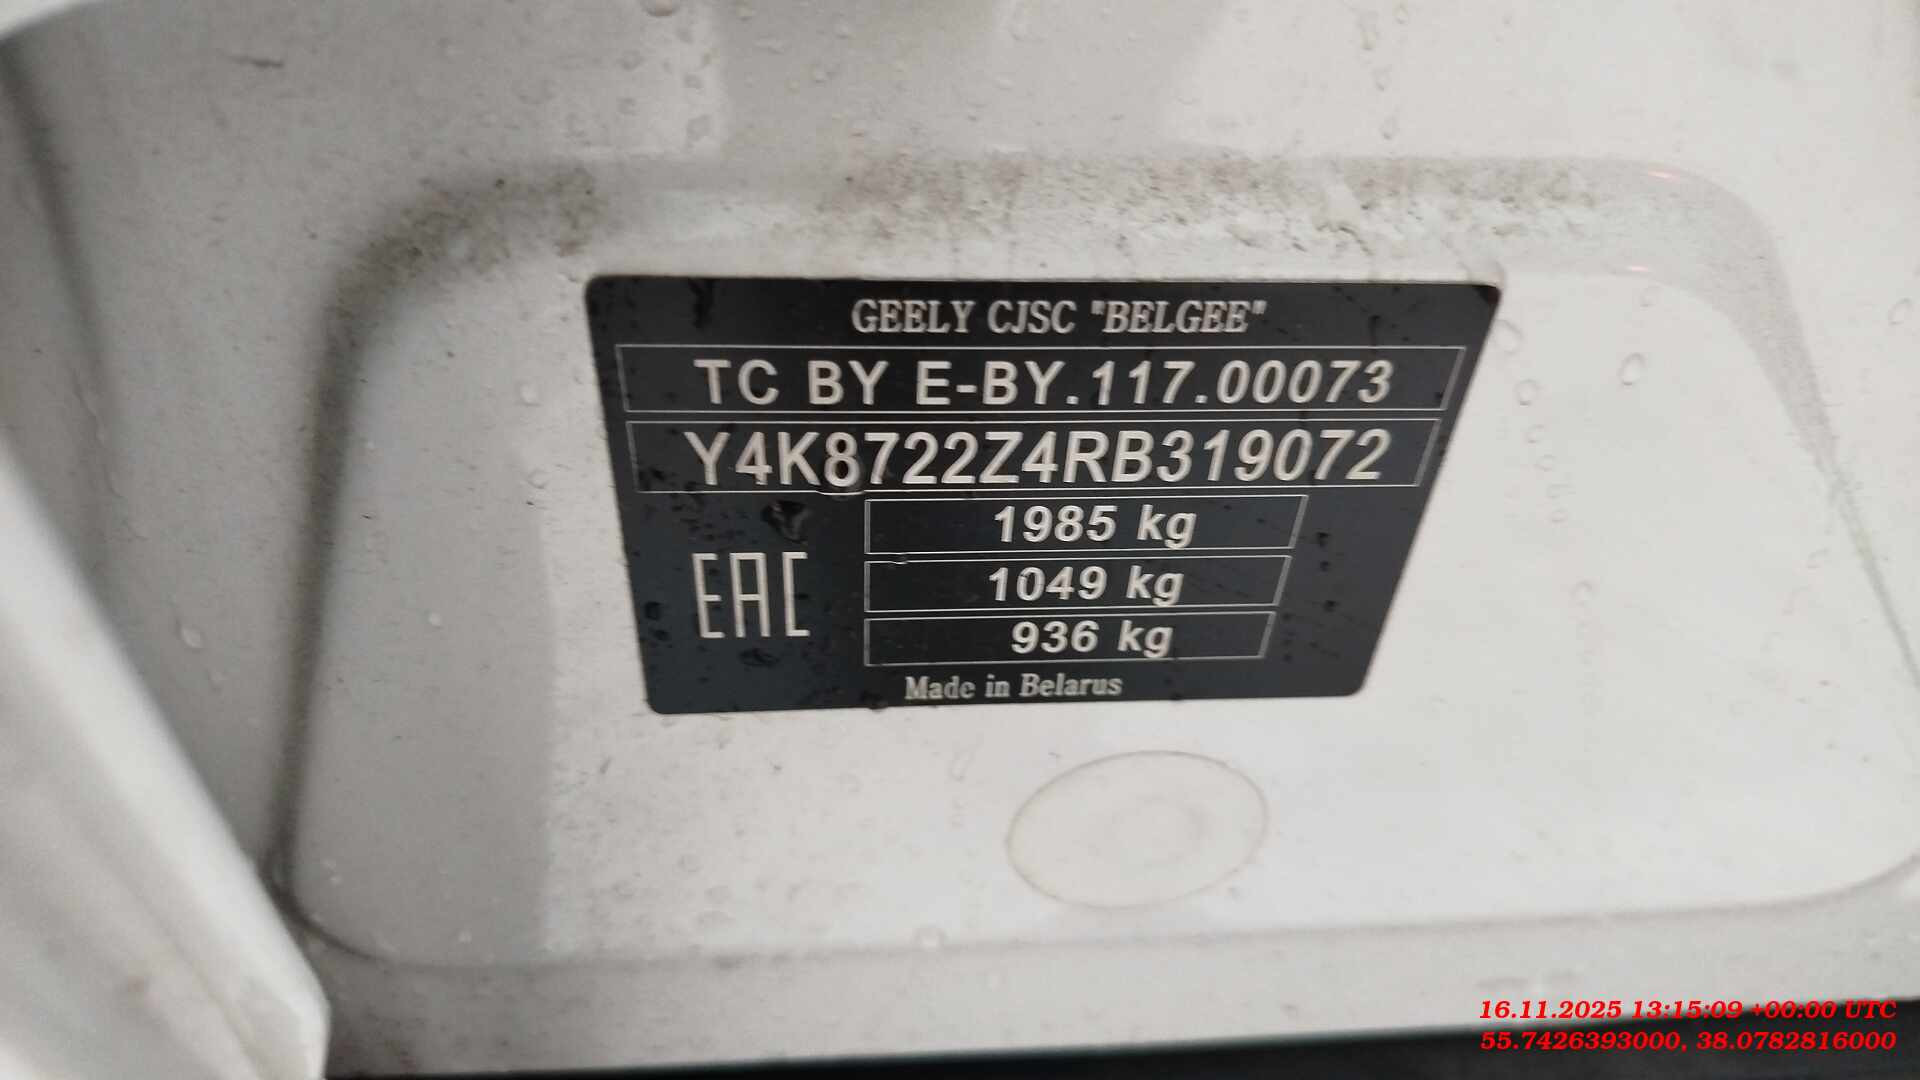 GEELY CJSC "BELGEE"
TC BY E-BY.117.00073
Y4K8722Z4RB319072
1985 kg
1049 kg
EAC
936 kg
Made in Belarus
16.11.2025 13:15:09 +00:00 UTC
55.7426393000, 38.0782816000